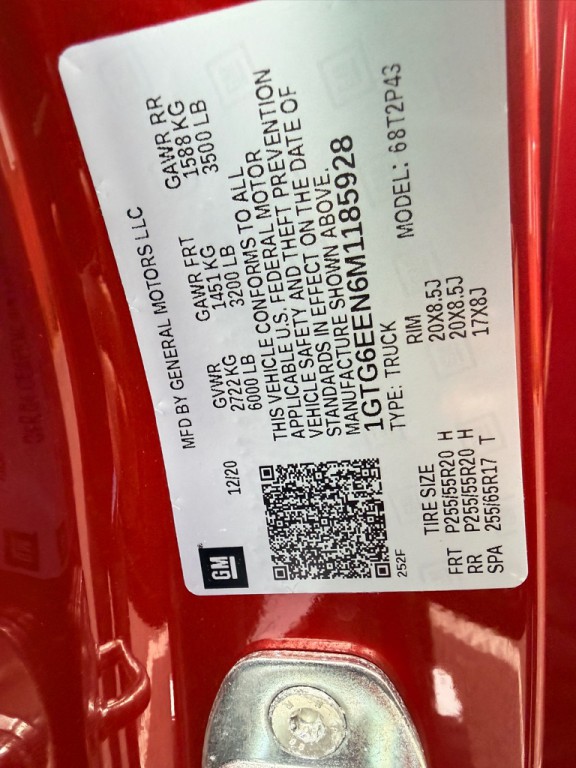 GM
MFD BY GENERAL MOTORS LLC
12/20
GVWR GAWR FRT GAWR RR
2722 KG 1451 KG 1588 KG
6000 LB 3200 LB 3500 LB
THIS VEHICLE CONFORMS TO ALL
APPLICABLE U.S. FEDERAL MOTOR
VEHICLE SAFETY AND THEFT PREVENTION
STANDARDS IN EFFECT ON THE DATE OF
MANUFACTURE SHOWN ABOVE.
1GTG6EEN6M1185928
252F
TYPE: TRUCK MODEL: 68T2P43
TIRE SIZE RIM
FRT P255/55R20 H 20X8.5J
RR P255/55R20 H 20X8.5J
SPA 255/65R17 T 17X8J